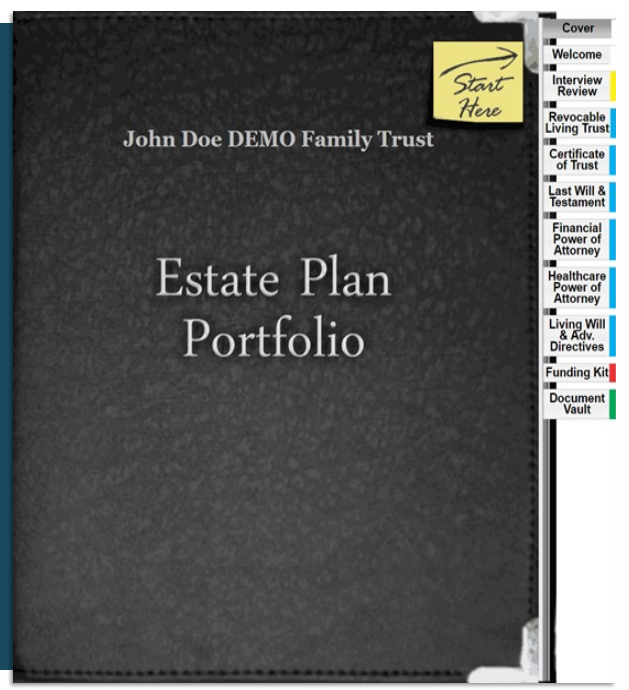 Start
Here
John Doe DEMO Family Trust
Estate Plan
Portfolio
Cover
Welcome
Interview
Review
Revocable
Living Trust
Certificate
of Trust
Last Will &
Testament
Financial
Power of
Attorney
Healthcare
Power of
Attorney
Living Will
& Adv.
Directives
Funding Kit
Document
Vault